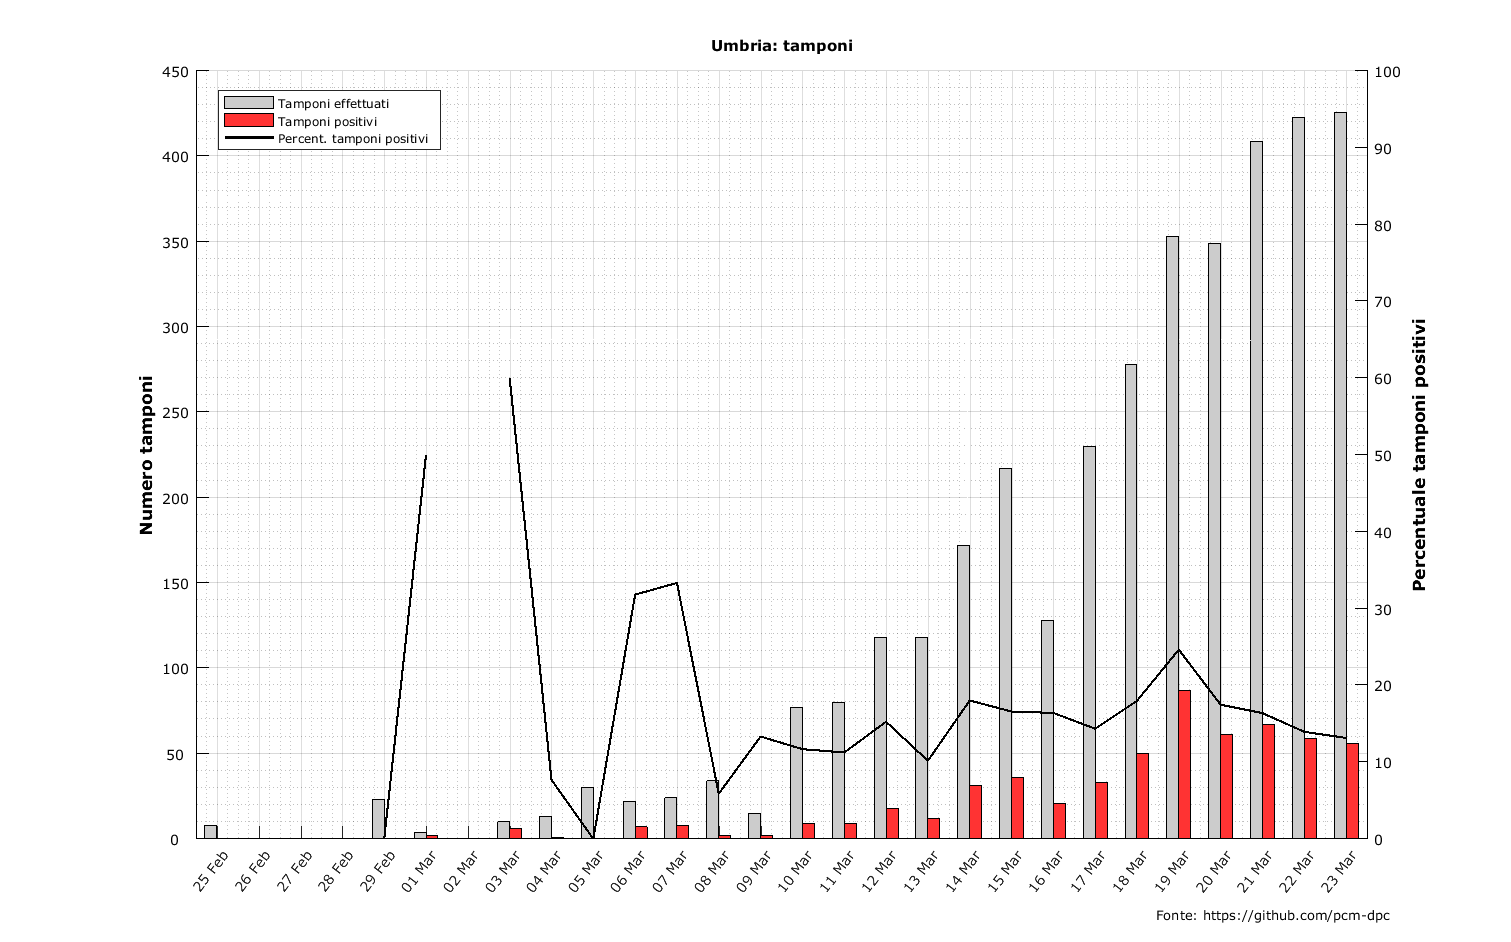 Umbria: tamponi
Tamponi effettuati
Tamponi positivi
Percent. tamponi positivi
Numero tamponi
450
400
350
300
250
200
150
100
50
0
Percentuale tamponi positivi
100
90
80
70
60
50
40
30
20
10
0
25 Feb
26 Feb
27 Feb
28 Feb
29 Feb
01 Mar
02 Mar
03 Mar
04 Mar
05 Mar
06 Mar
07 Mar
08 Mar
09 Mar
10 Mar
11 Mar
12 Mar
13 Mar
14 Mar
15 Mar
16 Mar
17 Mar
18 Mar
19 Mar
20 Mar
21 Mar
22 Mar
23 Mar
Fonte: https://github.com/pcm-dpc